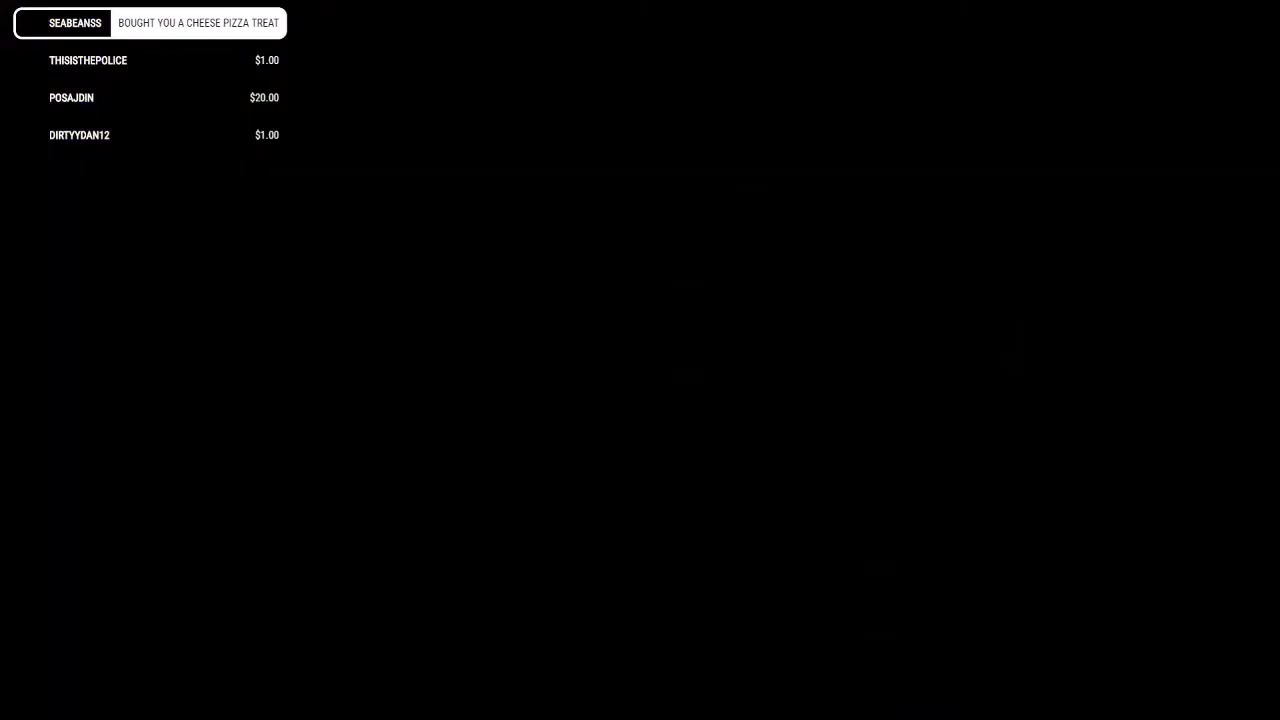 SEABEANSS BOUGHT YOU A CHEESE PIZZA TREAT
THISISTHEPOLICE $1.00
POSAJDIN $20.00
DIRTYYDAN12 $1.00